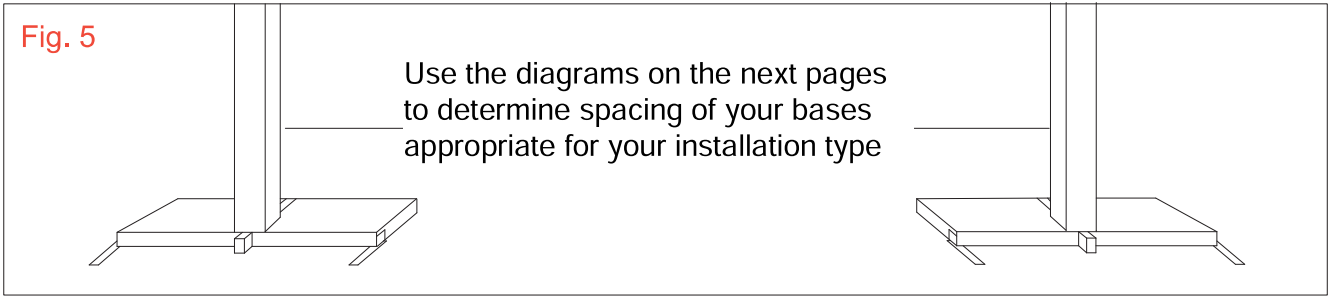 Fig. 5
Use the diagrams on the next pages
to determine spacing of your bases
appropriate for your installation type